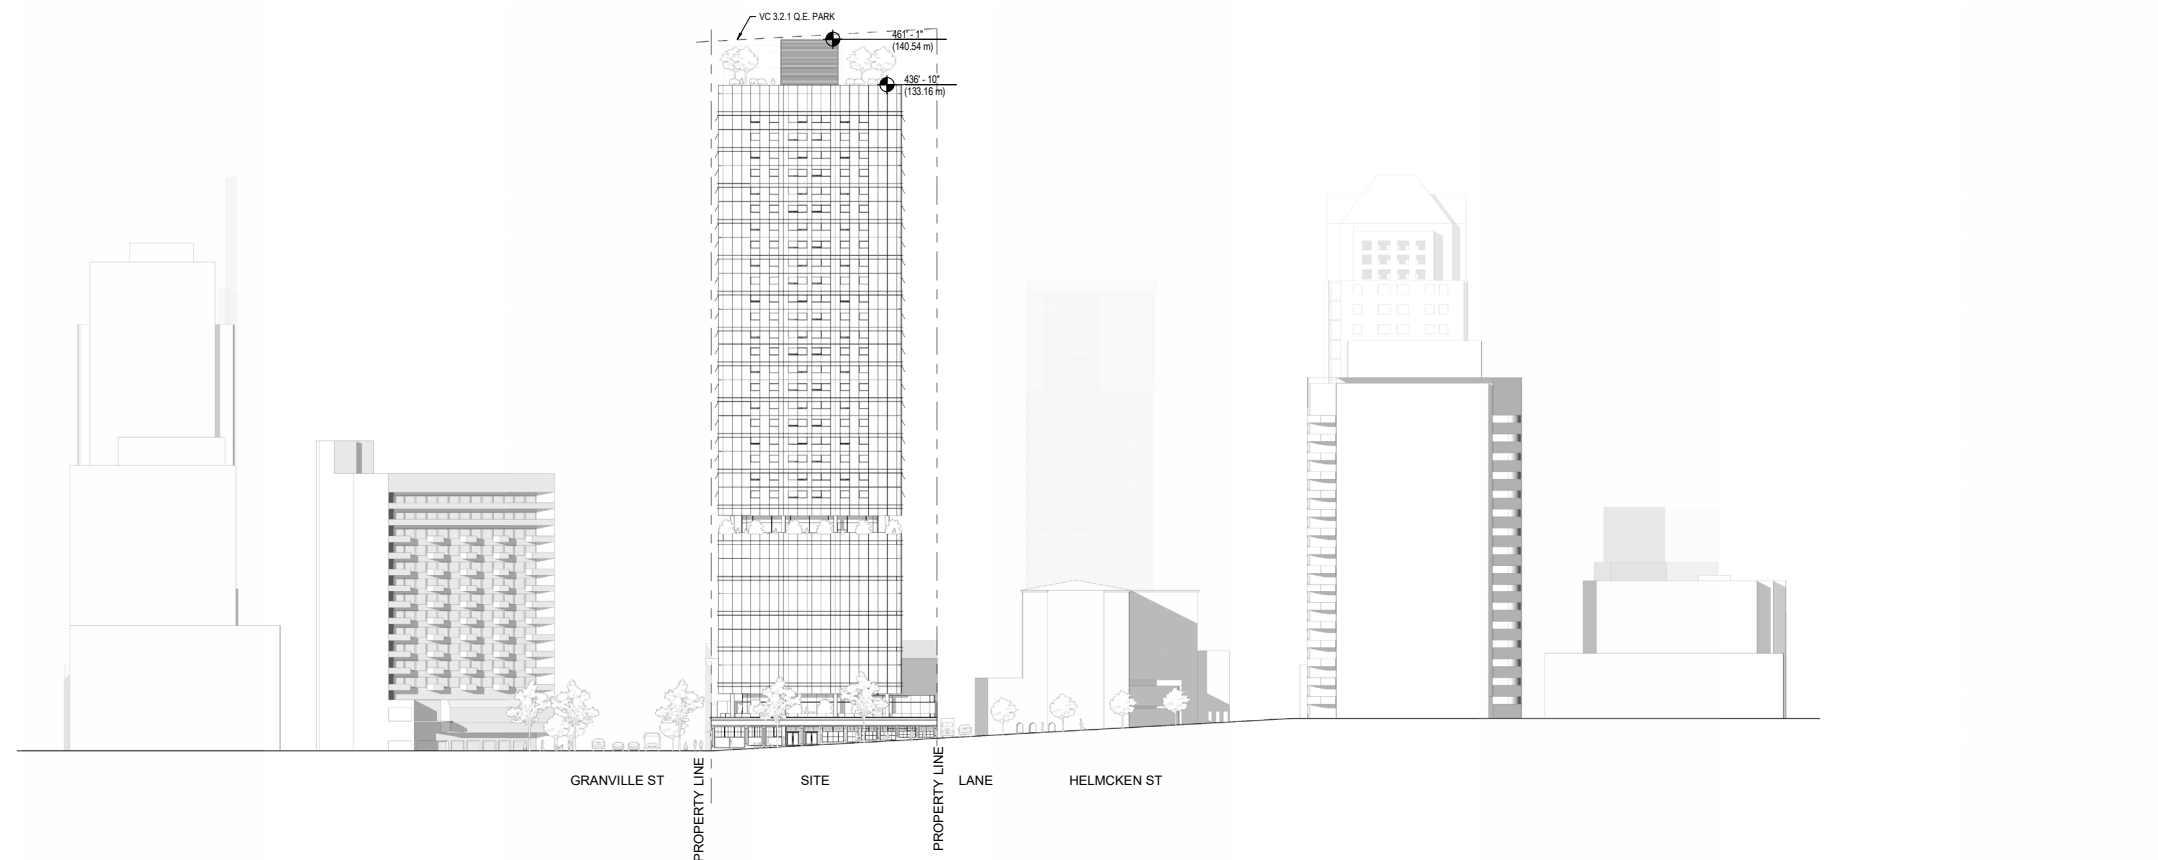 VC 3.2.1 Q.E. PARK
461' - 1"
(140.54 m)
436' - 10"
(133.16 m)
GRANVILLE ST
PROPERTY LINE
SITE
PROPERTY LINE
LANE
HELMCKEN ST